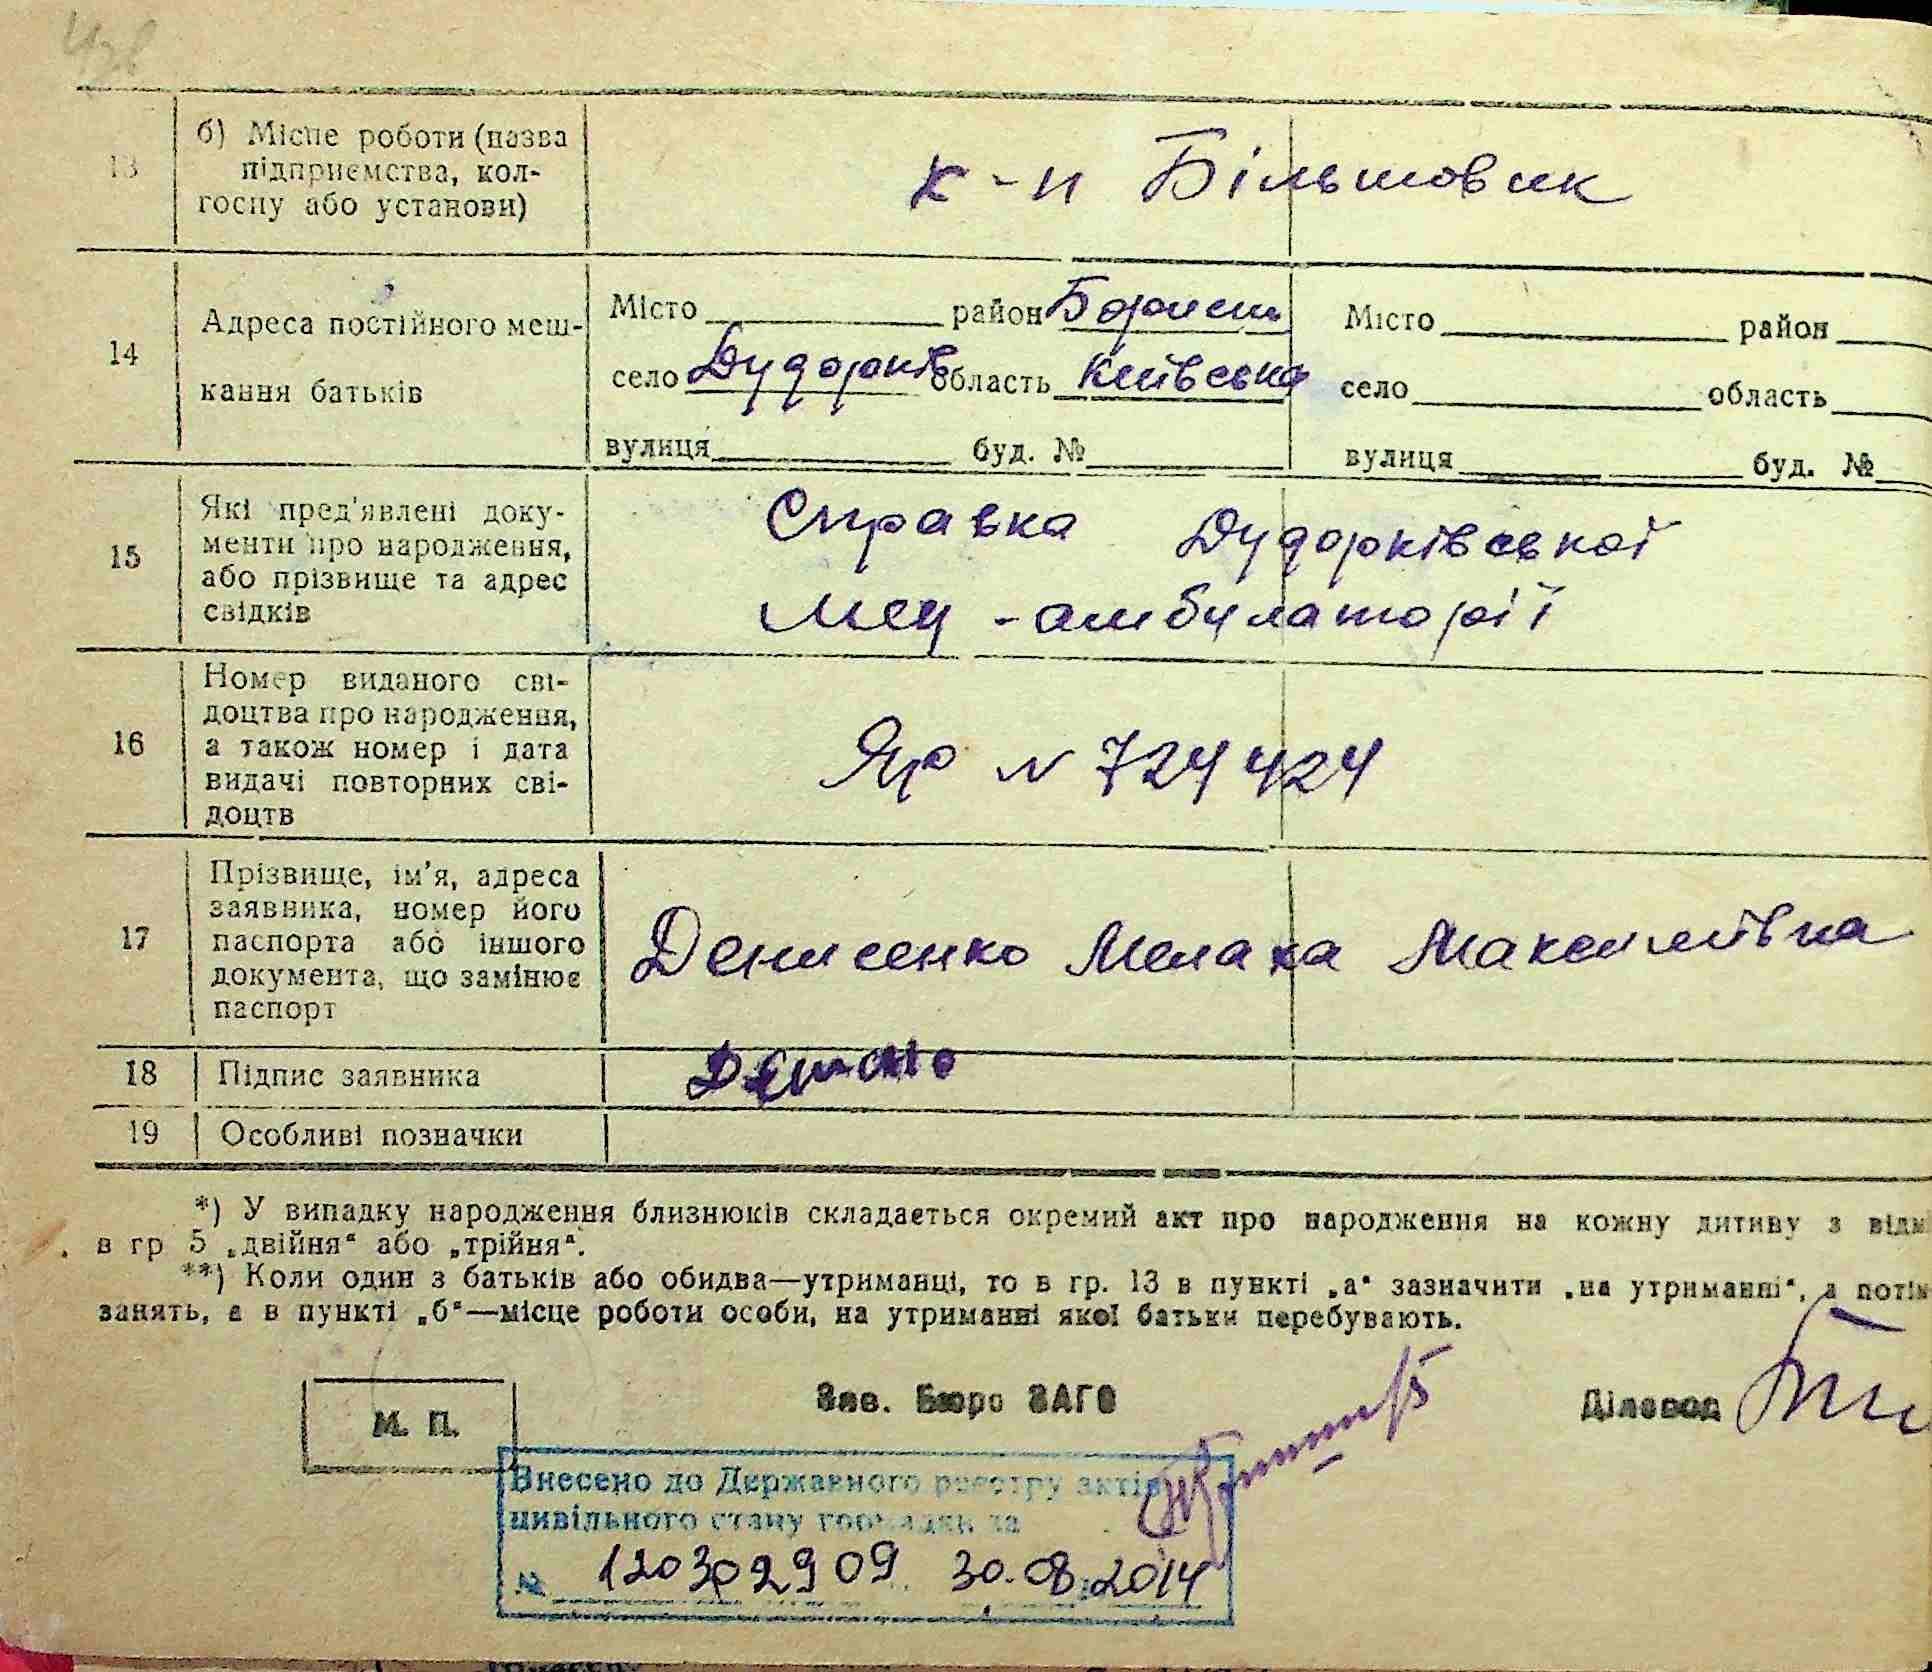 13
б) Місце роботи (назва
підприємства, кол-
госпу або установи)
к-п Більшовик
14
Адреса постійного меш-
кання батьків
Місто район Борисп Місто район
село Дударків область Київська село область
вулиця буд. № вулиця буд. №
15
Які пред'явлені доку-
менти про народження,
або прізвище та адрес
свідків
Справка Дударківської
мед-амбулаторії
16
Номер виданого сві-
доцтва про народження,
а також номер і дата
видачі повторних сві-
доцтв
Яр N 724424
17
Прізвище, ім'я, адреса
заявника, номер його
паспорта або іншого
документа, що замінює
паспорт
Денисенко Мелака Максимівна
18
Підпис заявника
19
Особливі позначки
*) У випадку народження близнюків складається окремий акт про народження на кожну дитину з
в гр 5 „двійня“ або „трійня“.
**) Коли один з батьків або обидва—утриманці, то в гр. 13 в пункті „а“ зазначити „на утриманні“, а потім
занять, а в пункті „б“—місце роботи особи, на утриманні якої батьки перебувають.
М. П.
Зав. Бюро ЗАГС
Діловод
Внесено до Державного реєстру актів
цивільного стану громадян за
№ 120302909 30.08.2014